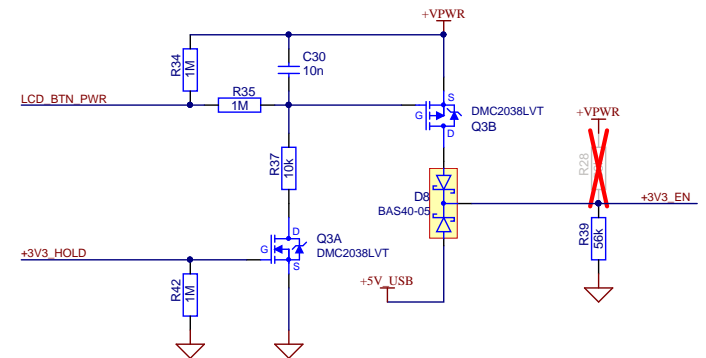 +VPWR
R34
1M
C30
10n
LCD_BTN_PWR
R35
1M
S
G
D
DMC2038LVT
Q3B
+VPWR
R28
R37
10k
D8
BAS40-05
+3V3_EN
R39
56k
+3V3_HOLD
D
G
S
Q3A
DMC2038LVT
R42
1M
+5V_USB